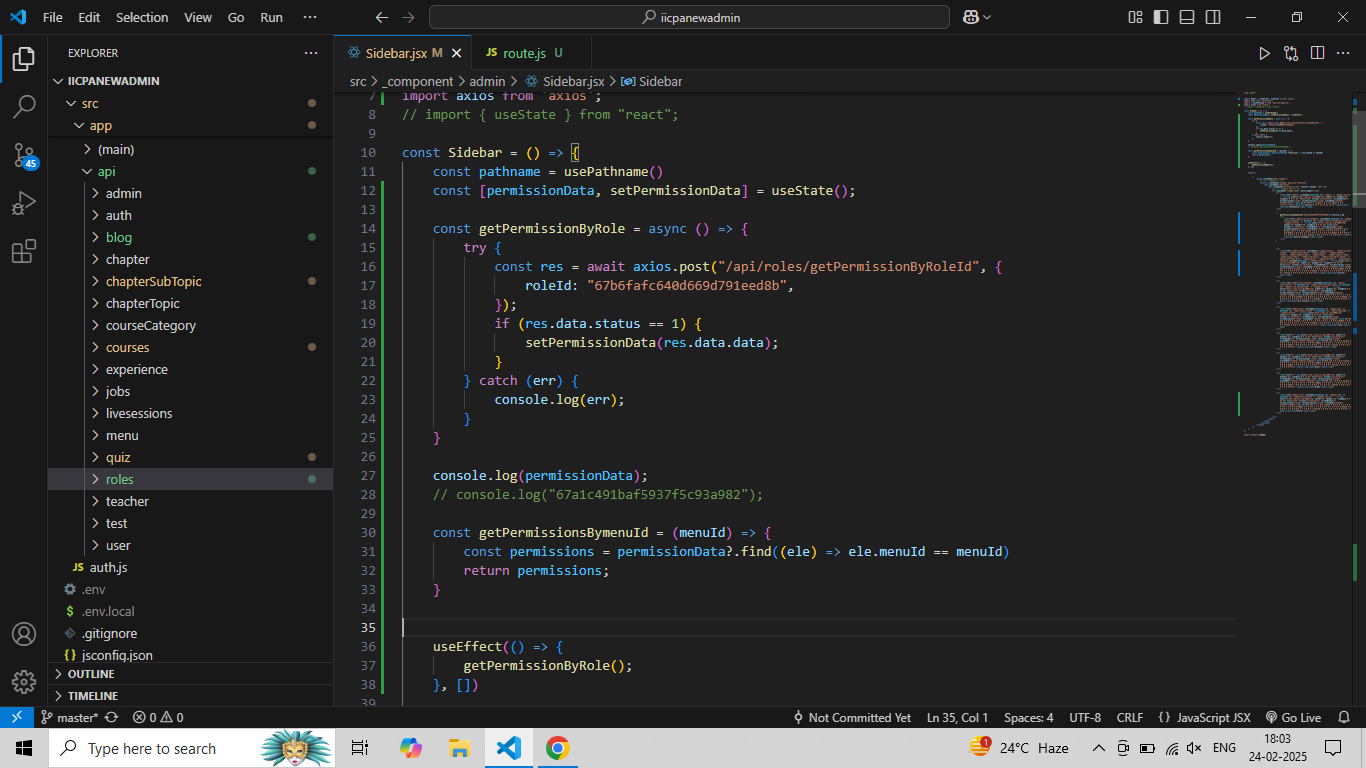 File Edit Selection View Go Run ···
iicpanewadmin
EXPLORER
IICPANEWADMIN
src
app
(main)
api
admin
auth
blog
chapter
chapterSubTopic
chapterTopic
courseCategory
courses
experience
jobs
livesessions
menu
quiz
roles
teacher
test
user
JS auth.js
.env
$ .env.local
.gitignore
{} jsconfig.json
OUTLINE
TIMELINE
45
Sidebar.jsx M
JS route.js U
src > _component > admin > Sidebar.jsx > Sidebar
7 import axios from 'axios';
8 // import { useState } from "react";
9
10 const Sidebar = () => {
11 const pathname = usePathname()
12 const [permissionData, setPermissionData] = useState();
13
14 const getPermissionByRole = async () => {
15 try {
16 const res = await axios.post("/api/roles/getPermissionByRoleId", {
17 roleId: "67b6fafc640d669d791eed8b",
18 });
19 if (res.data.status == 1) {
20 setPermissionData(res.data.data);
21 }
22 } catch (err) {
23 console.log(err);
24 }
25 }
26
27 console.log(permissionData);
28 // console.log("67a1c491baf5937f5c93a982");
29
30 const getPermissionsBymenuId = (menuId) => {
31 const permissions = permissionData?.find((ele) => ele.menuId == menuId)
32 return permissions;
33 }
34
35
36 useEffect(() => {
37 getPermissionByRole();
38 }, [])
39
master* 0 0
Not Committed Yet Ln 35, Col 1 Spaces: 4 UTF-8 CRLF {} JavaScript JSX Go Live
Type here to search
1 24°C Haze ENG
18:03
24-02-2025